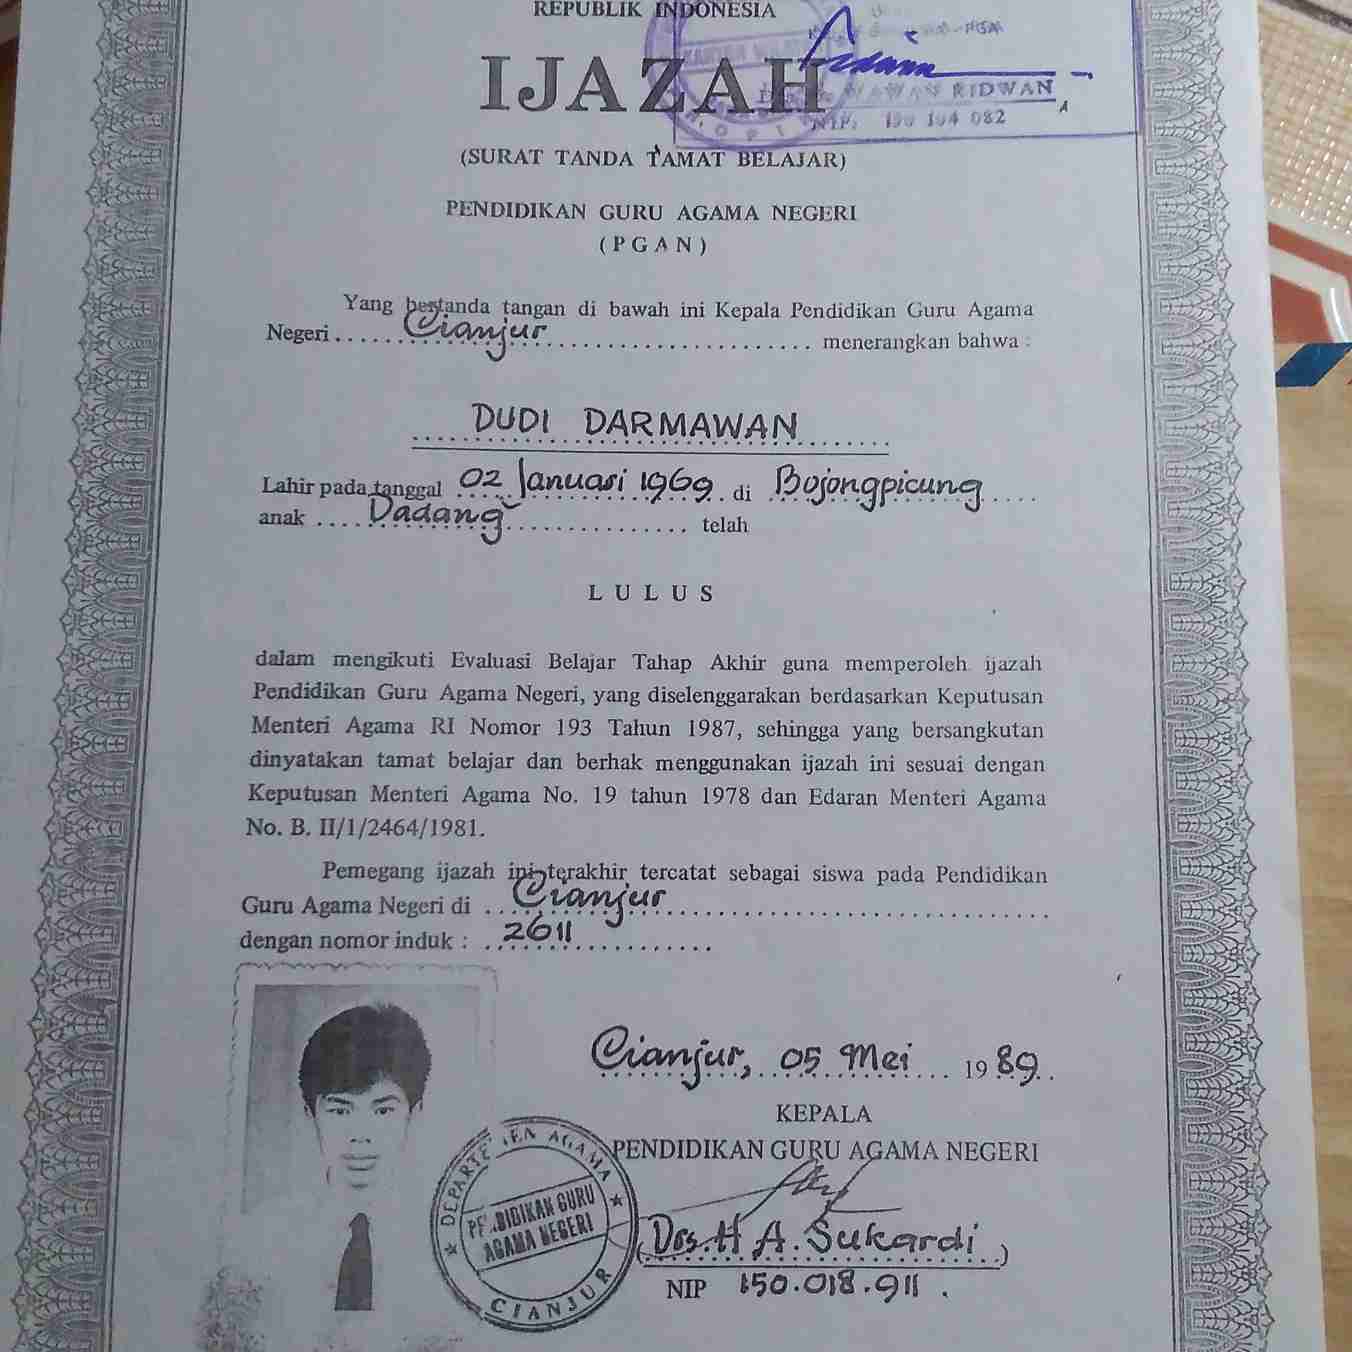 REPUBLIK INDONESIA
IJAZAH
WAWAN RIDWAN
NIP. 150 104 082
(SURAT TANDA TAMAT BELAJAR)
PENDIDIKAN GURU AGAMA NEGERI
(PGAN)
Yang bertanda tangan di bawah ini Kepala Pendidikan Guru Agama
Negeri Cianjur menerangkan bahwa :
DUDI DARMAWAN
Lahir pada tanggal 02 Januari 1969 di Bojongpicung
anak Dadang telah
LULUS
dalam mengikuti Evaluasi Belajar Tahap Akhir guna memperoleh ijazah
Pendidikan Guru Agama Negeri, yang diselenggarakan berdasarkan Keputusan
Menteri Agama RI Nomor 193 Tahun 1987, sehingga yang bersangkutan
dinyatakan tamat belajar dan berhak menggunakan ijazah ini sesuai dengan
Keputusan Menteri Agama No. 19 tahun 1978 dan Edaran Menteri Agama
No. B. II/1/2464/1981.
Pemegang ijazah ini terakhir tercatat sebagai siswa pada Pendidikan
Guru Agama Negeri di Cianjur
dengan nomor induk : 2611
Cianjur, 05 Mei 1989
KEPALA
PENDIDIKAN GURU AGAMA NEGERI
DEPARTEMEN AGAMA
PENDIDIKAN GURU
AGAMA NEGERI
CIANJUR
(Drs. H A. Sukardi)
NIP 150.018.911.